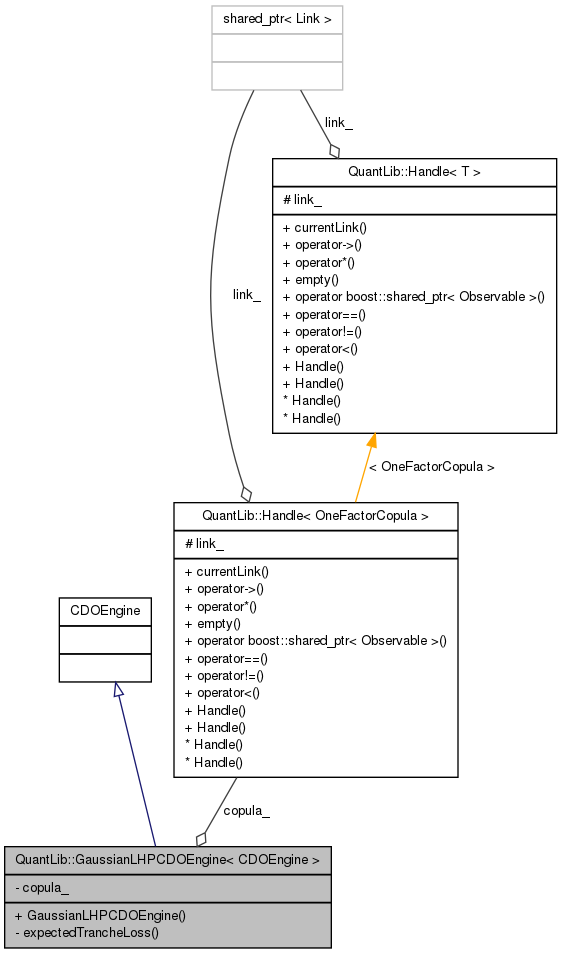 shared_ptr< Link >
link_
QuantLib::Handle< T >
# link_
+ currentLink()
+ operator->()
+ operator*()
+ empty()
+ operator boost::shared_ptr< Observable >()
+ operator==()
+ operator!=()
+ operator<()
+ Handle()
+ Handle()
* Handle()
* Handle()
link_
< OneFactorCopula >
QuantLib::Handle< OneFactorCopula >
# link_
+ currentLink()
+ operator->()
+ operator*()
+ empty()
+ operator boost::shared_ptr< Observable >()
+ operator==()
+ operator!=()
+ operator<()
+ Handle()
+ Handle()
* Handle()
* Handle()
CDOEngine
copula_
QuantLib::GaussianLHPCDOEngine< CDOEngine >
- copula_
+ GaussianLHPCDOEngine()
- expectedTrancheLoss()